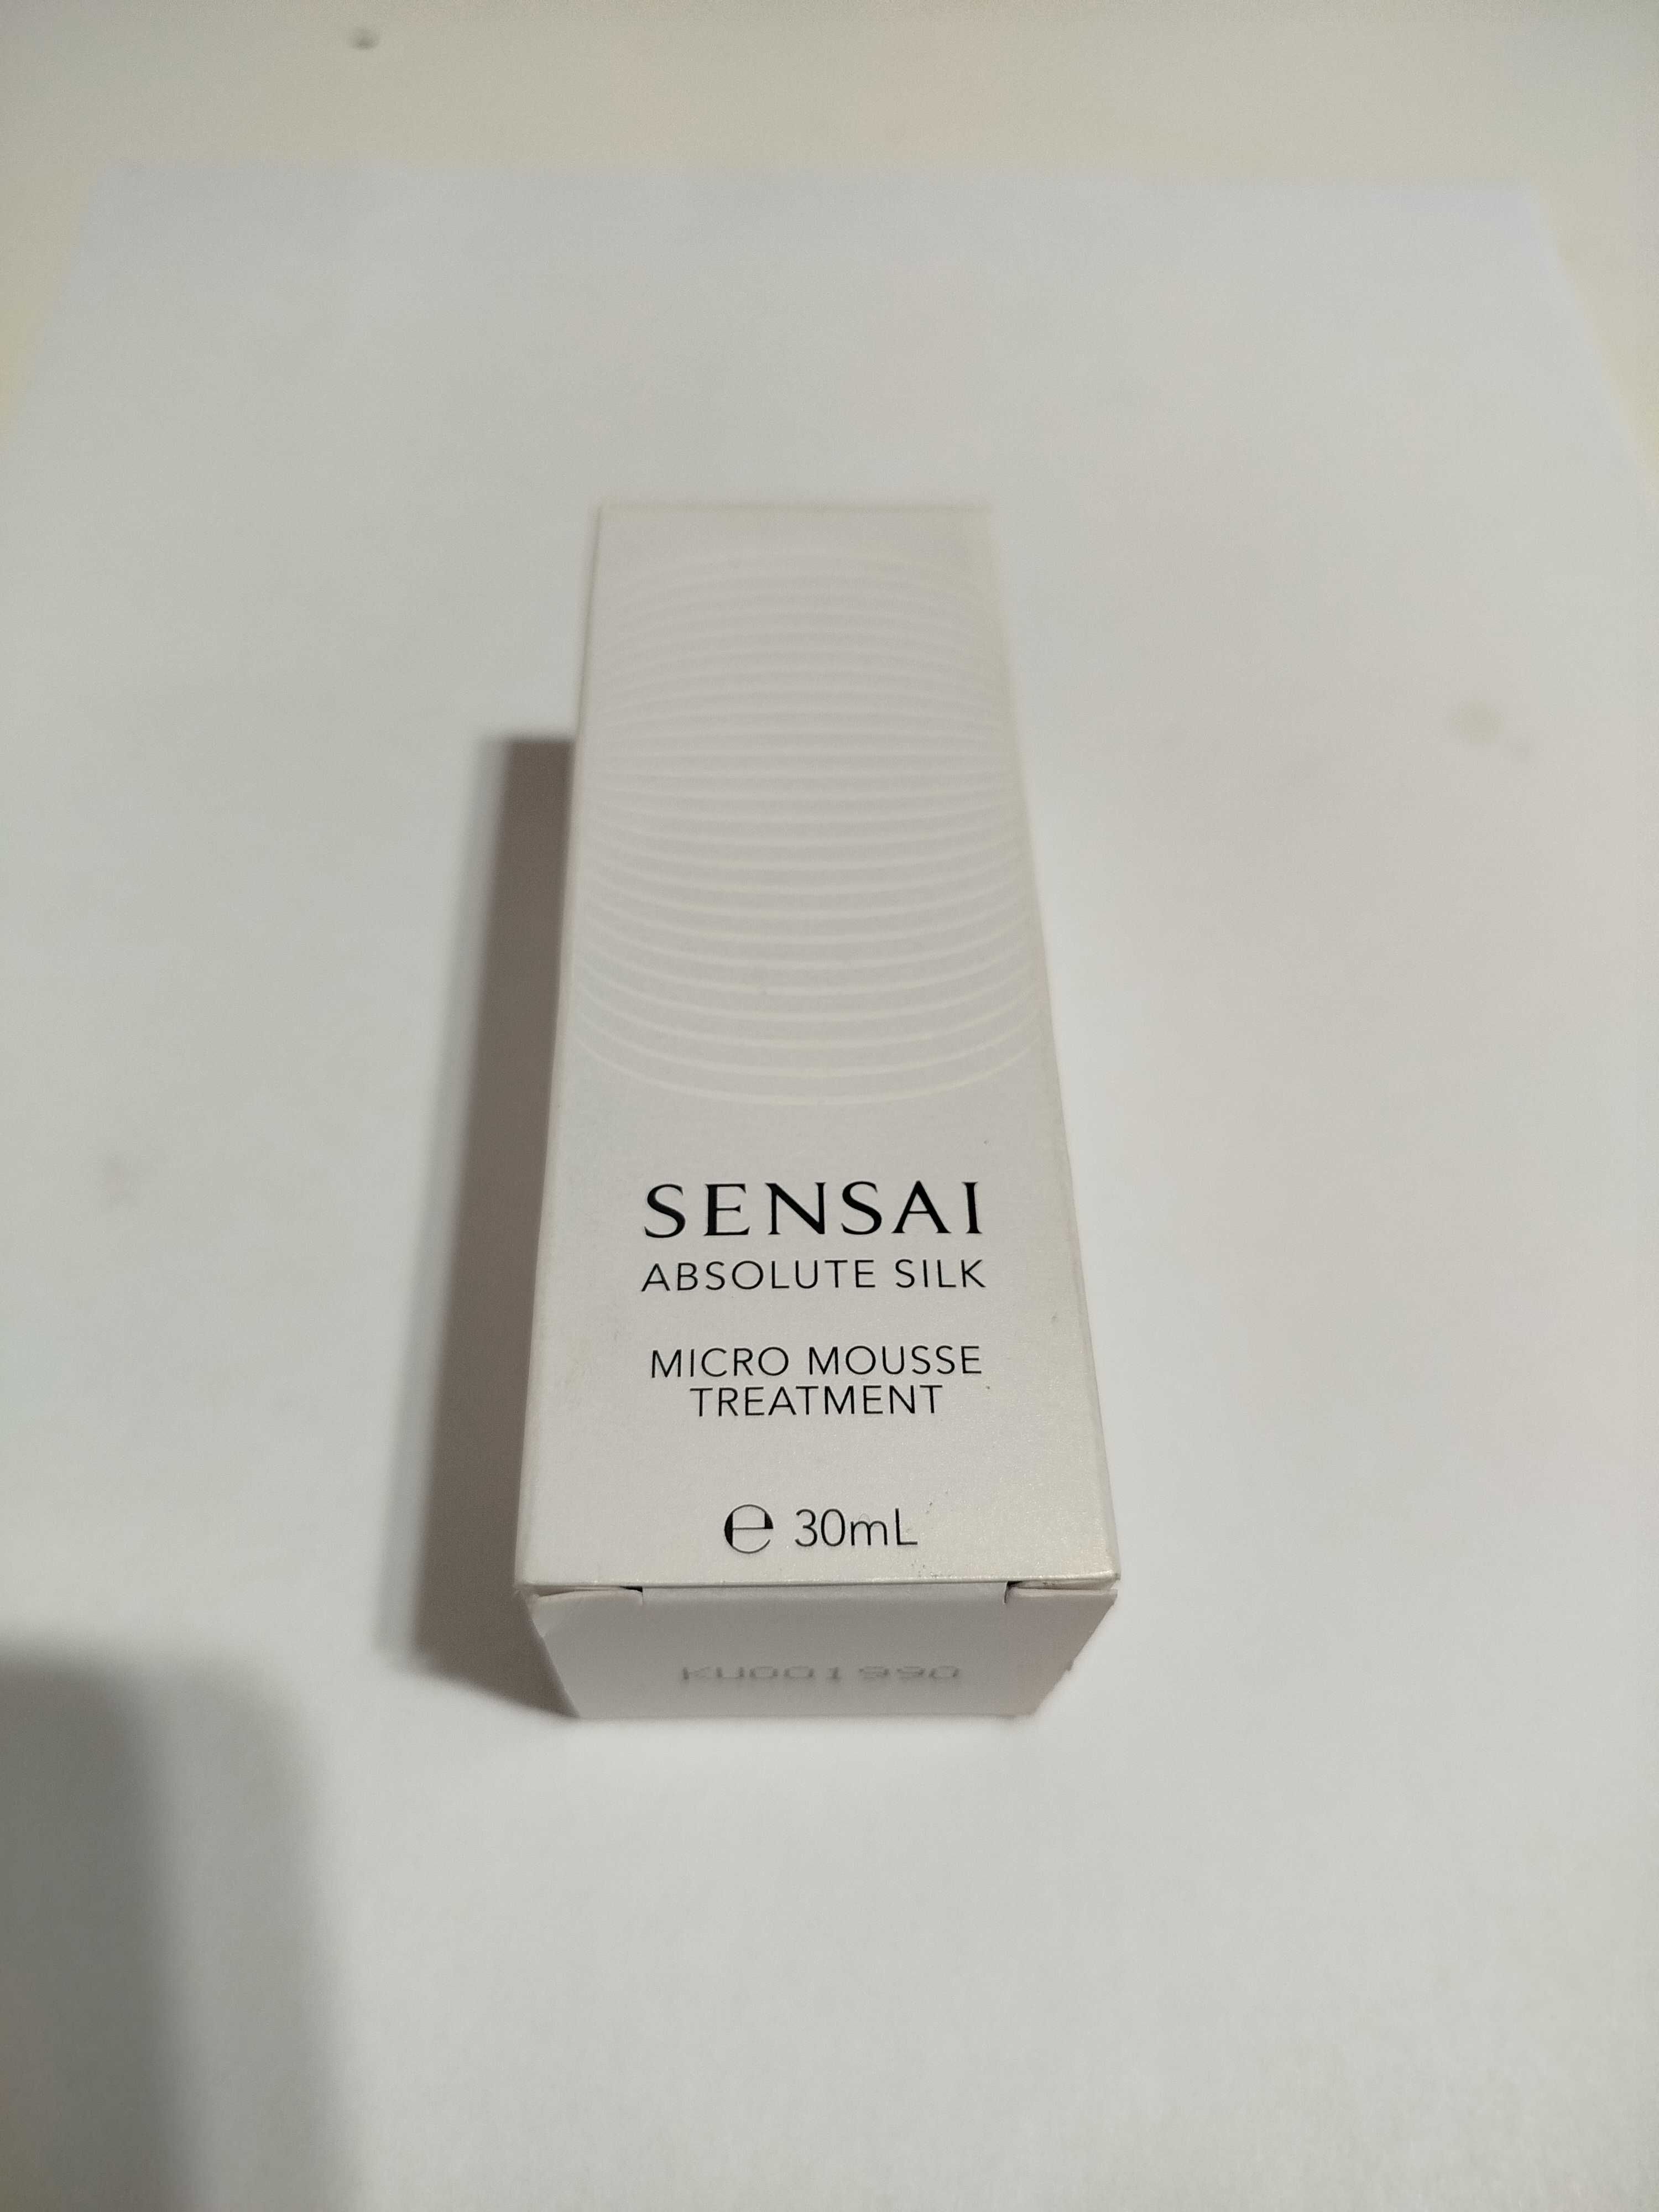 SENSAI
ABSOLUTE SILK
MICRO MOUSSE
TREATMENT
℮ 30mL